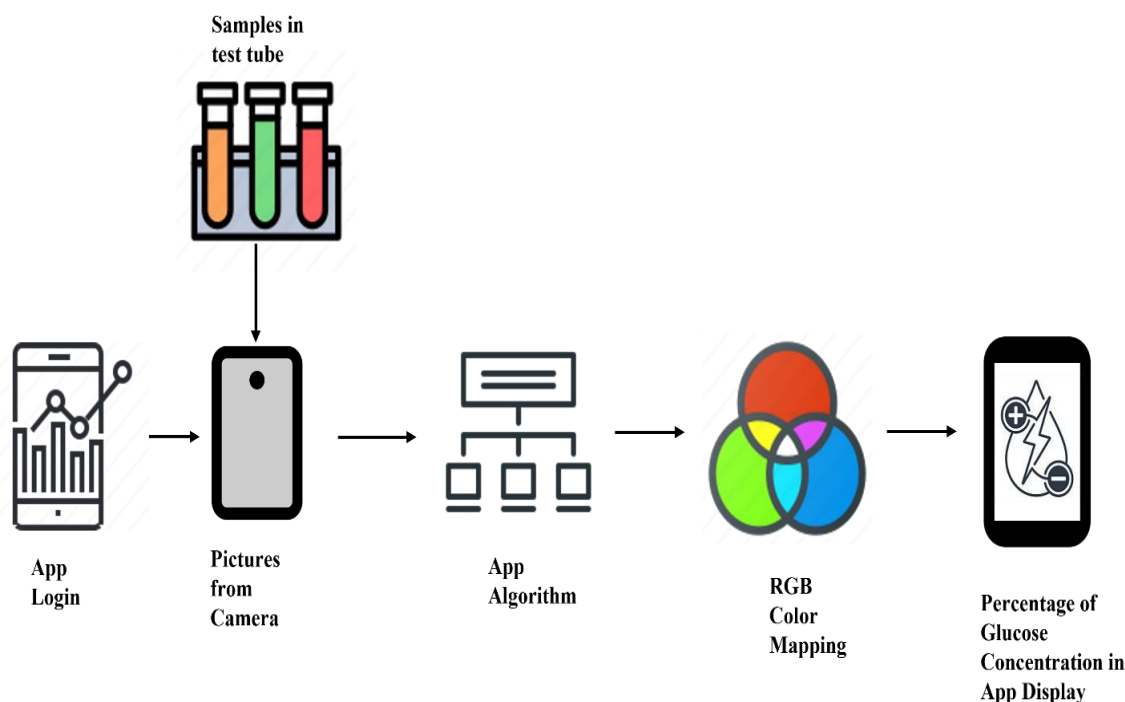 Samples in
test tube
App
Login
Pictures
from
Camera
App
Algorithm
RGB
Color
Mapping
Percentage of
Glucose
Concentration in
App Display